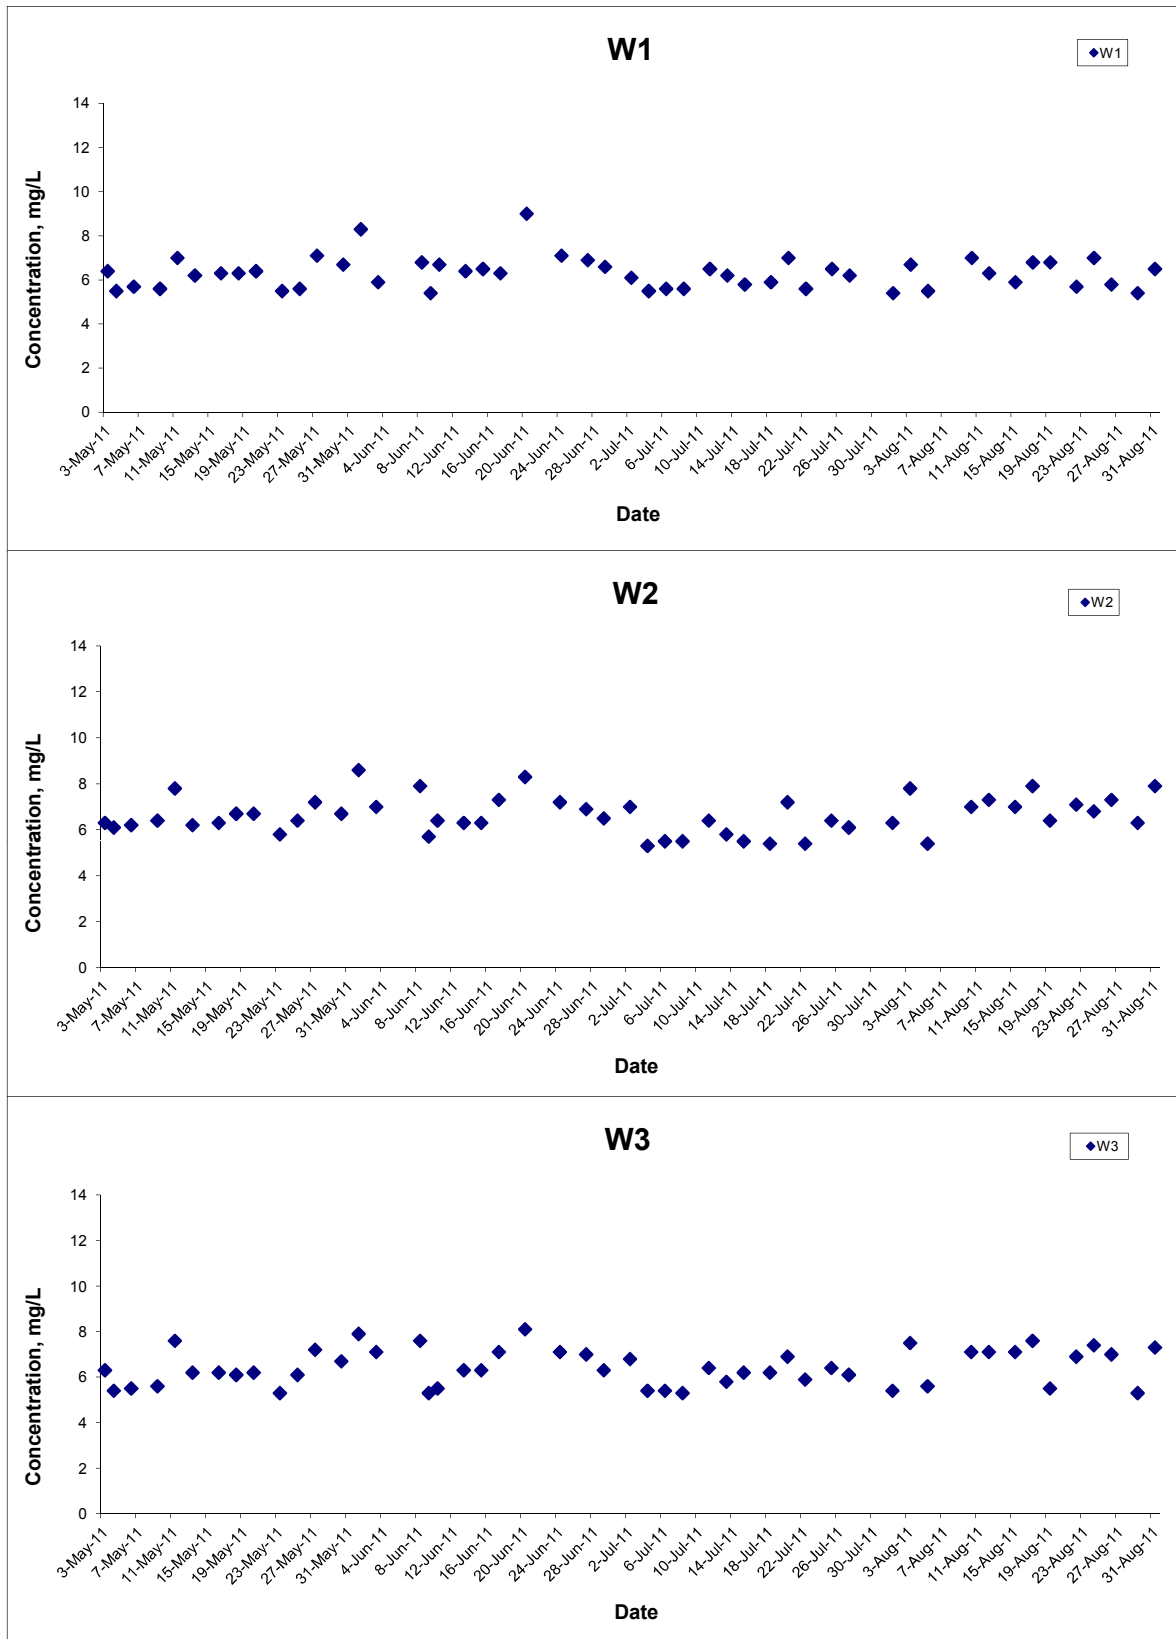 W1
W1
14
12
10
8
6
4
2
0
Concentration, mg/L
3-May-11
7-May-11
11-May-11
15-May-11
19-May-11
23-May-11
27-May-11
31-May-11
4-Jun-11
8-Jun-11
12-Jun-11
16-Jun-11
20-Jun-11
24-Jun-11
28-Jun-11
2-Jul-11
6-Jul-11
10-Jul-11
14-Jul-11
18-Jul-11
22-Jul-11
26-Jul-11
30-Jul-11
3-Aug-11
7-Aug-11
11-Aug-11
15-Aug-11
19-Aug-11
23-Aug-11
27-Aug-11
31-Aug-11
Date
W2
W2
14
12
10
8
6
4
2
0
Concentration, mg/L
3-May-11
7-May-11
11-May-11
15-May-11
19-May-11
23-May-11
27-May-11
31-May-11
4-Jun-11
8-Jun-11
12-Jun-11
16-Jun-11
20-Jun-11
24-Jun-11
28-Jun-11
2-Jul-11
6-Jul-11
10-Jul-11
14-Jul-11
18-Jul-11
22-Jul-11
26-Jul-11
30-Jul-11
3-Aug-11
7-Aug-11
11-Aug-11
15-Aug-11
19-Aug-11
23-Aug-11
27-Aug-11
31-Aug-11
Date
W3
W3
14
12
10
8
6
4
2
0
Concentration, mg/L
3-May-11
7-May-11
11-May-11
15-May-11
19-May-11
23-May-11
27-May-11
31-May-11
4-Jun-11
8-Jun-11
12-Jun-11
16-Jun-11
20-Jun-11
24-Jun-11
28-Jun-11
2-Jul-11
6-Jul-11
10-Jul-11
14-Jul-11
18-Jul-11
22-Jul-11
26-Jul-11
30-Jul-11
3-Aug-11
7-Aug-11
11-Aug-11
15-Aug-11
19-Aug-11
23-Aug-11
27-Aug-11
31-Aug-11
Date